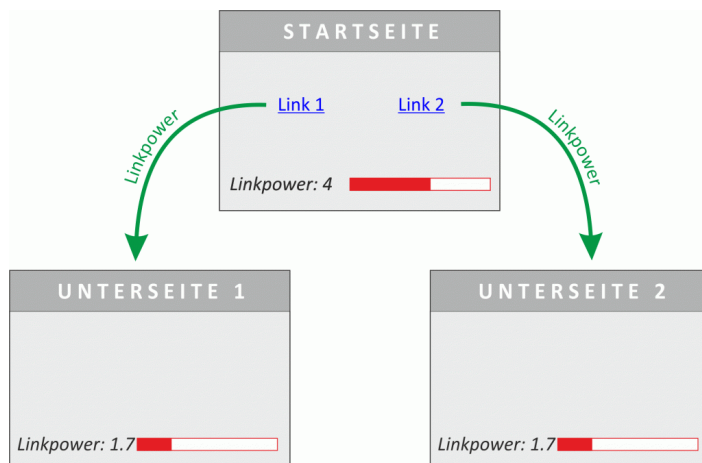 STARTSEITE
Link 1
Link 2
Linkpower
Linkpower
Linkpower: 4
UNTERSEITE 1
UNTERSEITE 2
Linkpower: 1.7
Linkpower: 1.7